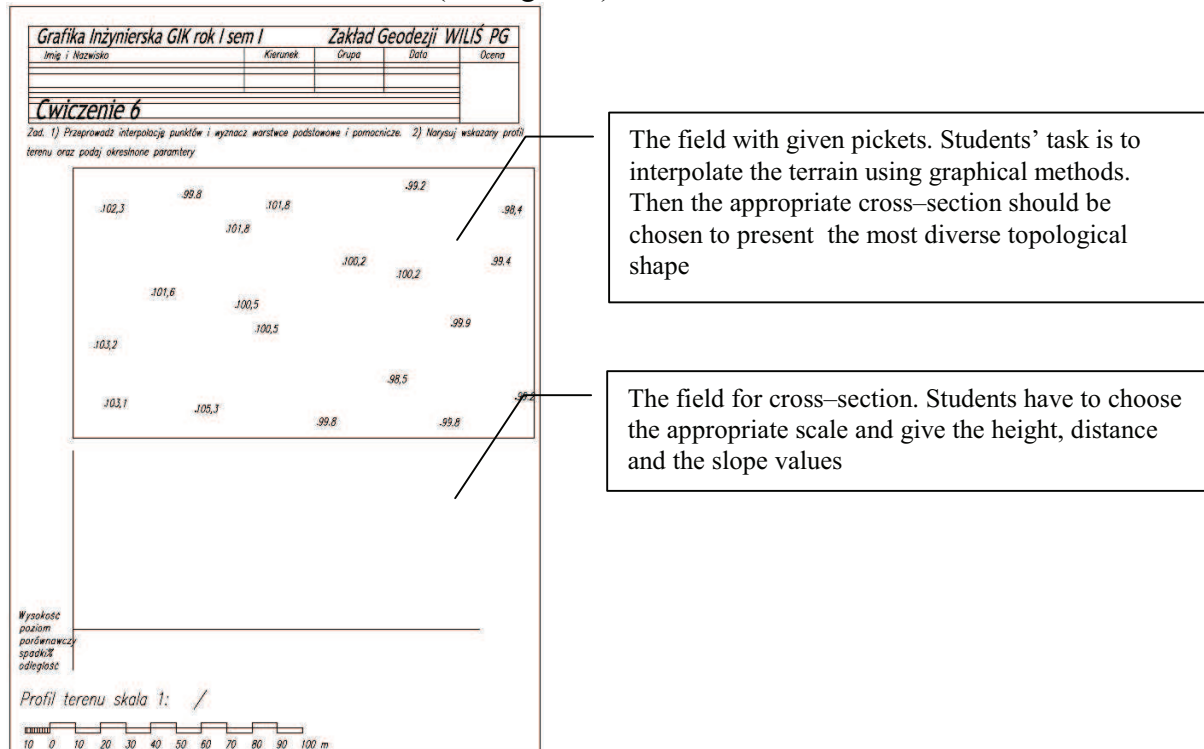 Grafika Inżynierska GIK rok I sem I Zakład Geodezji WILIŚ PG
Imię i Nazwisko Kierunek Grupa Data Ocena
Cwiczenie 6
Zad. 1) Przeprowadź interpolację punktów i wyznacz warstwce podstawowe i pomocnicze. 2) Narysuj wskazany profil
terenu oraz podaj okreslnone paramtery
The field with given pickets. Students’ task is to
interpolate the terrain using graphical methods.
Then the appropriate cross–section should be
chosen to present the most diverse topological
shape
.99.2
.99.8
.102,3
.101,8
.98,4
.101,8
.100,2
.99.4
.100,2
.101,6
.100,5
.99.9
.100,5
.103,2
.98,5
.103,1
.105,3
.99.8
.99.8
The field for cross–section. Students have to choose
the appropriate scale and give the height, distance
and the slope values
Wysokość
poziom
porównawczy
spadki%
odległość
Profil terenu skala 1: /
10 0 10 20 30 40 50 60 70 80 90 100 m